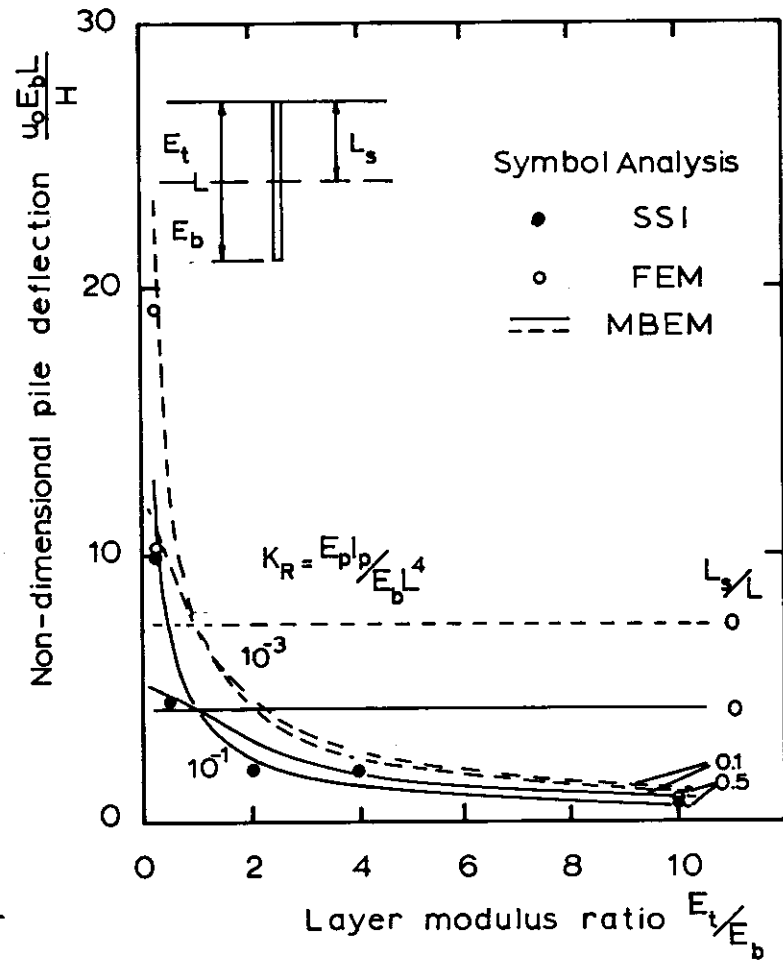 30
20
10
0
Non-dimensional pile deflection u₀E_bL/H
E_t
L
E_b
L_s
Symbol Analysis
SSI
FEM
MBEM
K_R = E_pI_p/E_bL⁴
L_s/L
0
0
0.1
0.5
10⁻³
10⁻¹
0 2 4 6 8 10
Layer modulus ratio E_t/E_b